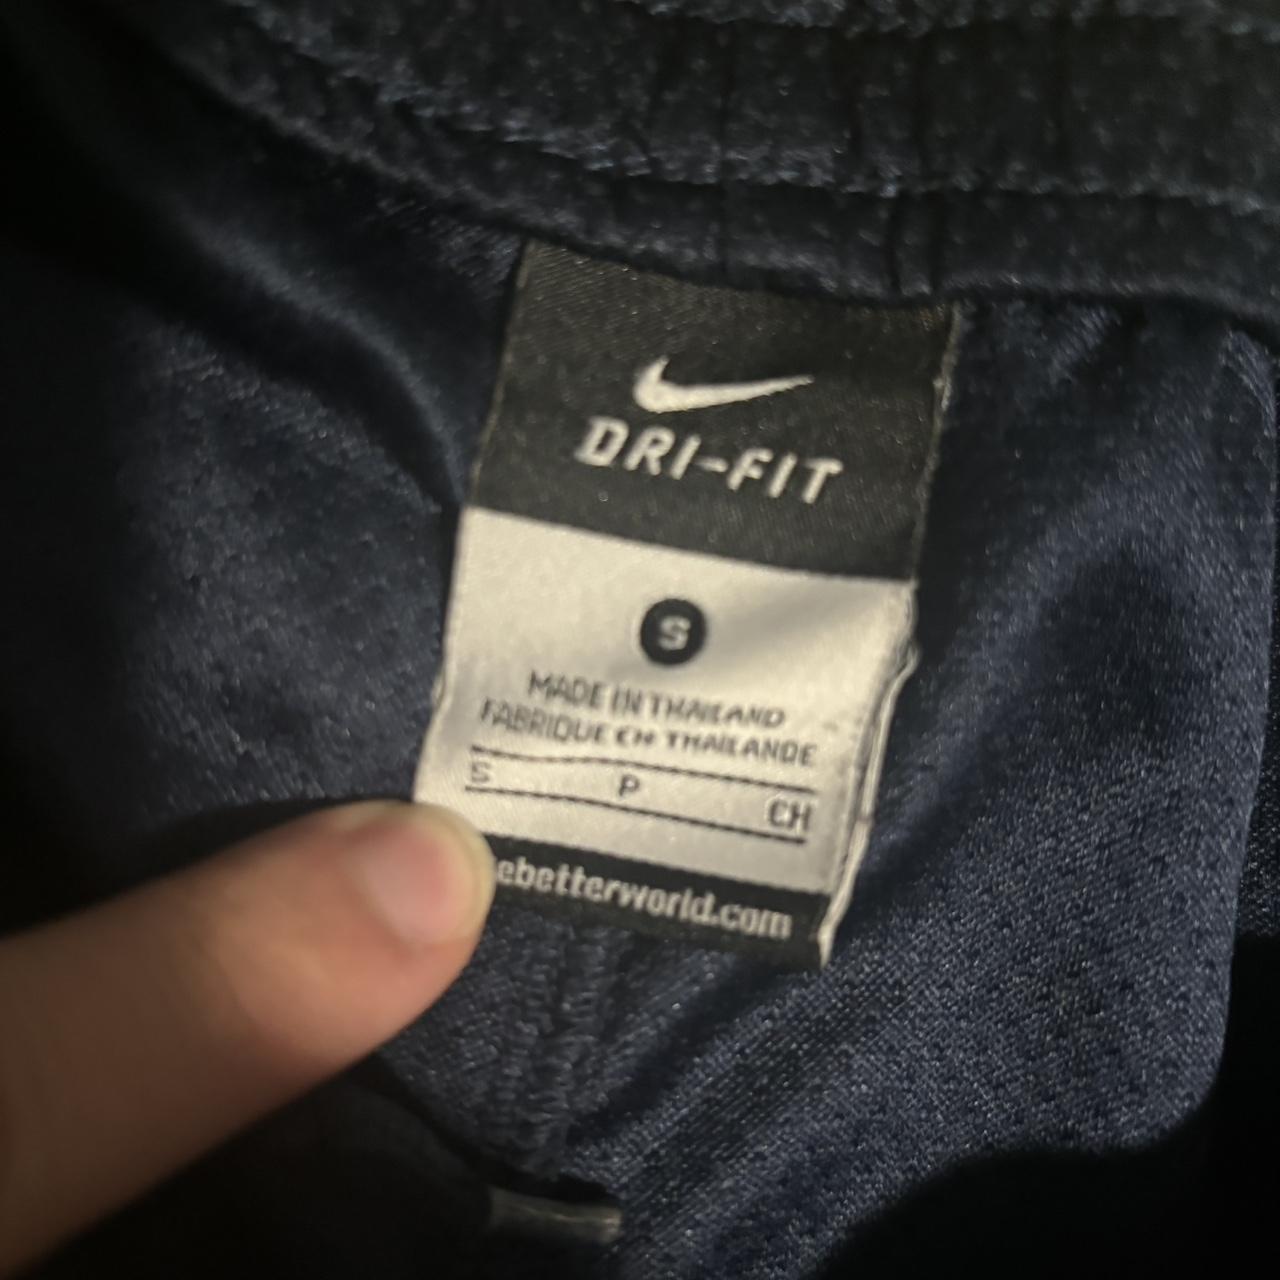 DRI-FIT
S
MADE IN THAILAND
FABRIQUE EN THAILANDE
S P CH
ebetterworld.com